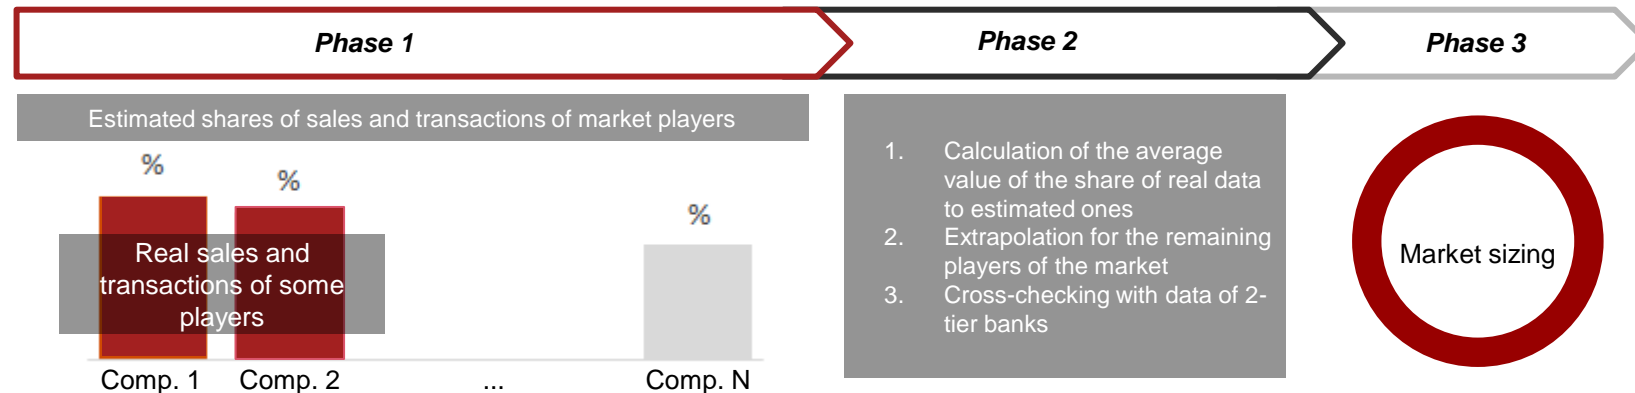 Phase 1
Phase 2
Phase 3
Estimated shares of sales and transactions of market players
%
%
%
Real sales and
transactions of some
players
Comp. 1
Comp. 2
...
Comp. N
1. Calculation of the average
value of the share of real data
to estimated ones
2. Extrapolation for the remaining
players of the market
3. Cross-checking with data of 2-
tier banks
Market sizing